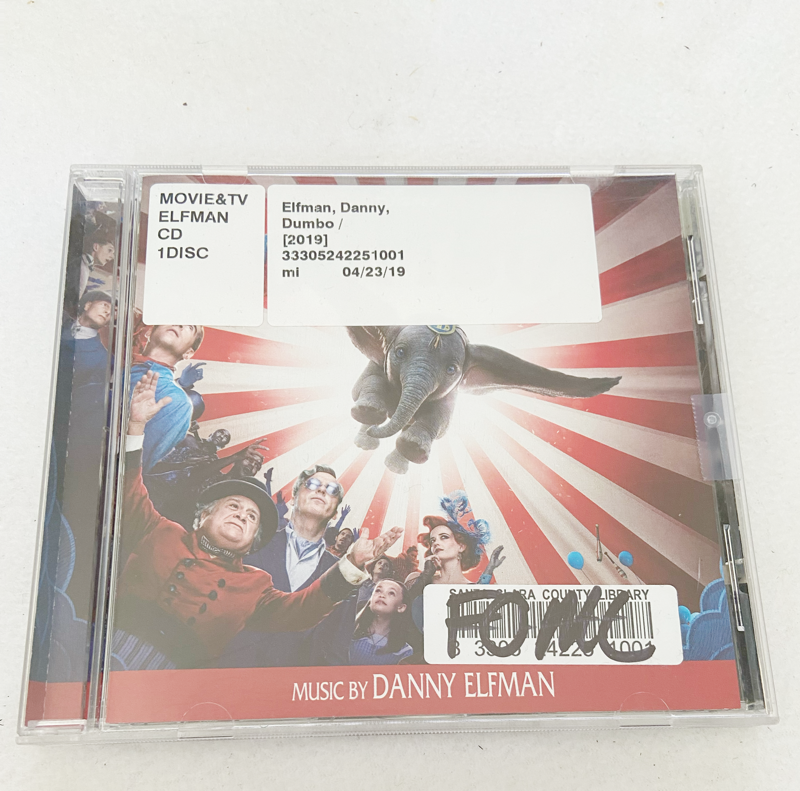 MOVIE&TV
ELFMAN
CD
1DISC
Elfman, Danny,
Dumbo /
[2019]
33305242251001
mi 04/23/19
COUNTY LIBRARY
1001
MUSIC BY DANNY ELFMAN